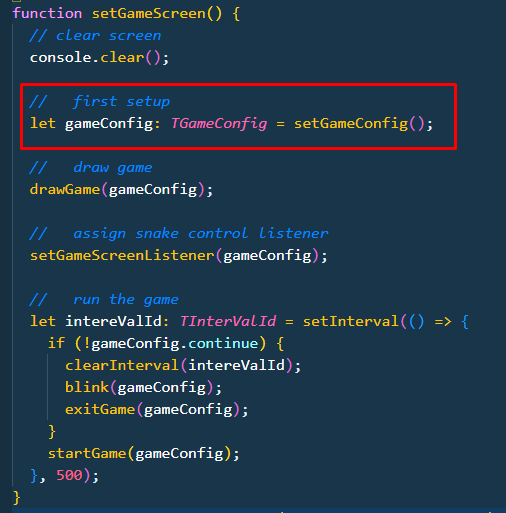 function setGameScreen() {
// clear screen
console.clear();
//   first setup
let gameConfig: TGameConfig = setGameConfig();
//   draw game
drawGame(gameConfig);
//   assign snake control listener
setGameScreenListener(gameConfig);
//   run the game
let intereValId: TInterValId = setInterval(() => {
if (!gameConfig.continue) {
clearInterval(intereValId);
blink(gameConfig);
exitGame(gameConfig);
}
startGame(gameConfig);
}, 500);
}